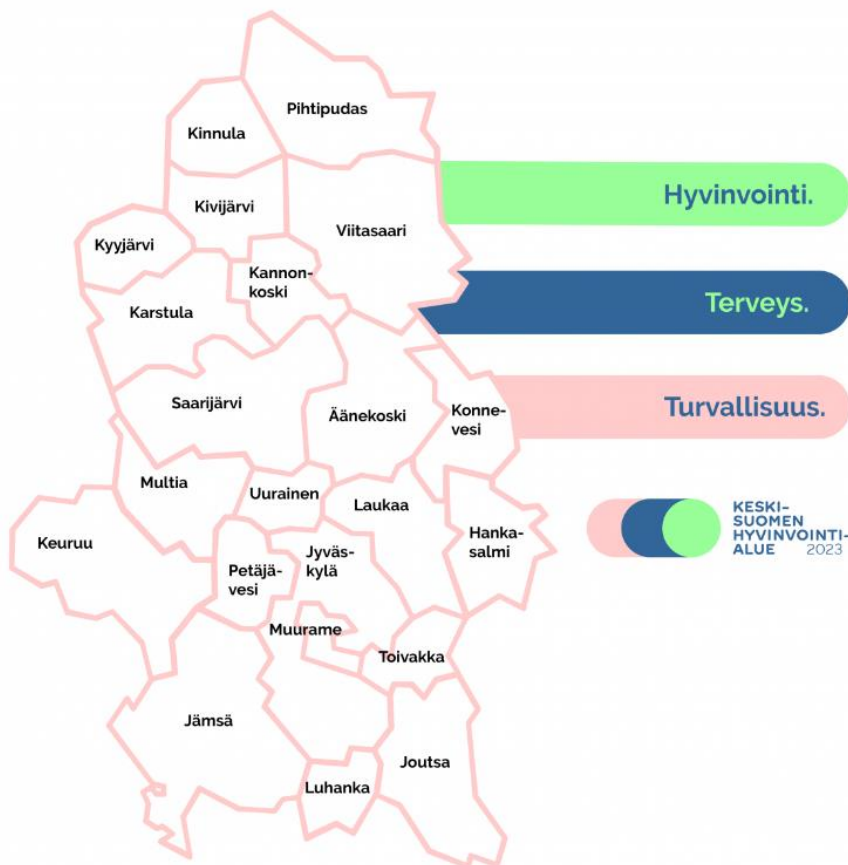 Pihtipudas
Kinnula
Hyvinvointi.
Kivijärvi
Viitasaari
Kyyjärvi
Kannon-
koski
Terveys.
Karstula
Saarijärvi
Äänekoski
Konne-
vesi
Turvallisuus.
Multia
Uurainen
Laukaa
Keuruu
Petäjä-
vesi
Jyväs-
kylä
Hanka-
salmi
KESKI-
SUOMEN
HYVINVOINTI-
ALUE 2023
Muurame
Toivakka
Jämsä
Joutsa
Luhanka